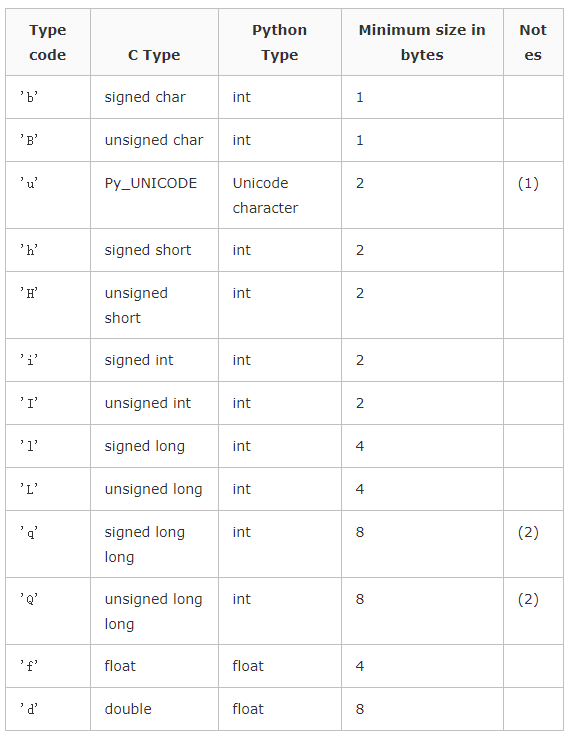 Type code C Type Python Type Minimum size in bytes Notes
’b’ signed char int 1
’B’ unsigned char int 1
’u’ Py_UNICODE Unicode character 2 (1)
’h’ signed short int 2
’H’ unsigned short int 2
’i’ signed int int 2
’I’ unsigned int int 2
’l’ signed long int 4
’L’ unsigned long int 4
’q’ signed long long int 8 (2)
’Q’ unsigned long long int 8 (2)
’f’ float float 4
’d’ double float 8